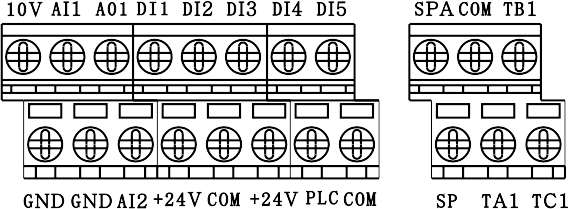 10V AI1 A01 DI1 DI2 DI3 DI4 DI5 SPA COM TB1
GND GND AI2 +24V COM +24V PLC COM SP TA1 TC1